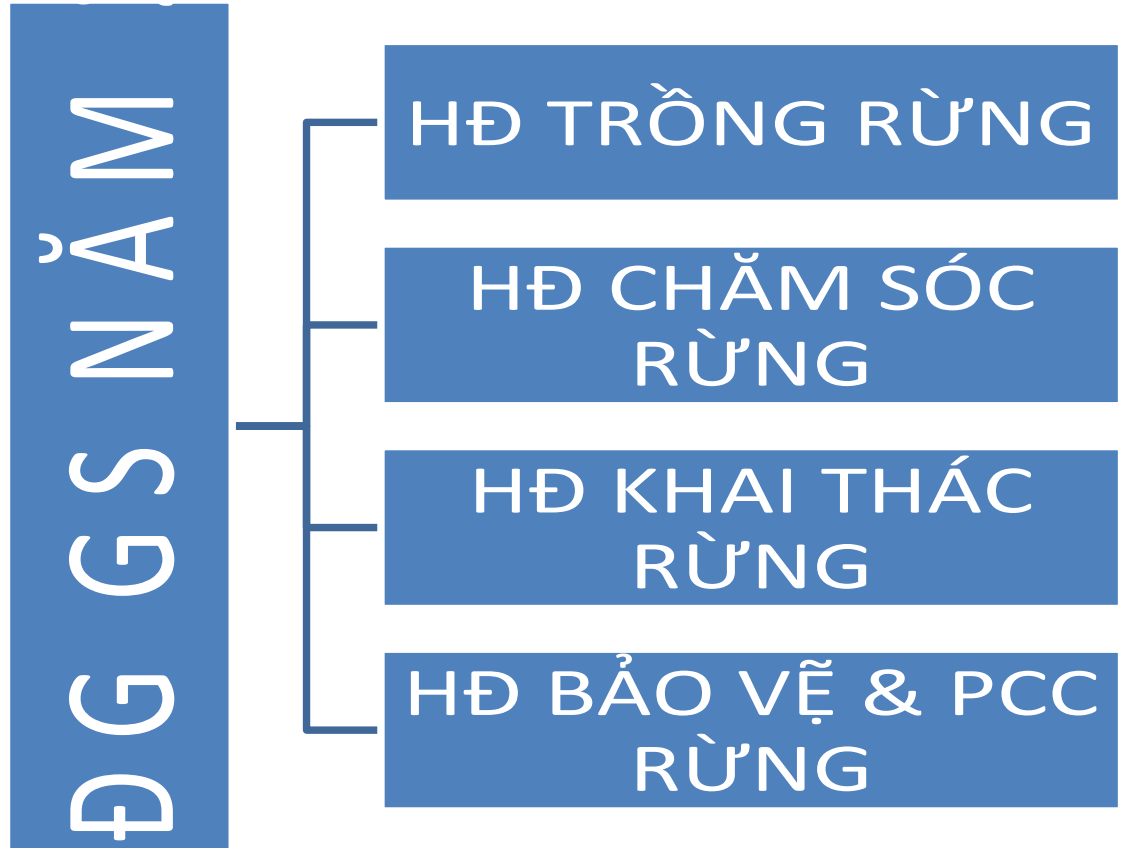 ĐG GS NĂM
HĐ TRỒNG RỪNG
HĐ CHĂM SÓC
RỪNG
HĐ KHAI THÁC
RỪNG
HĐ BẢO VỆ & PCC
RỪNG